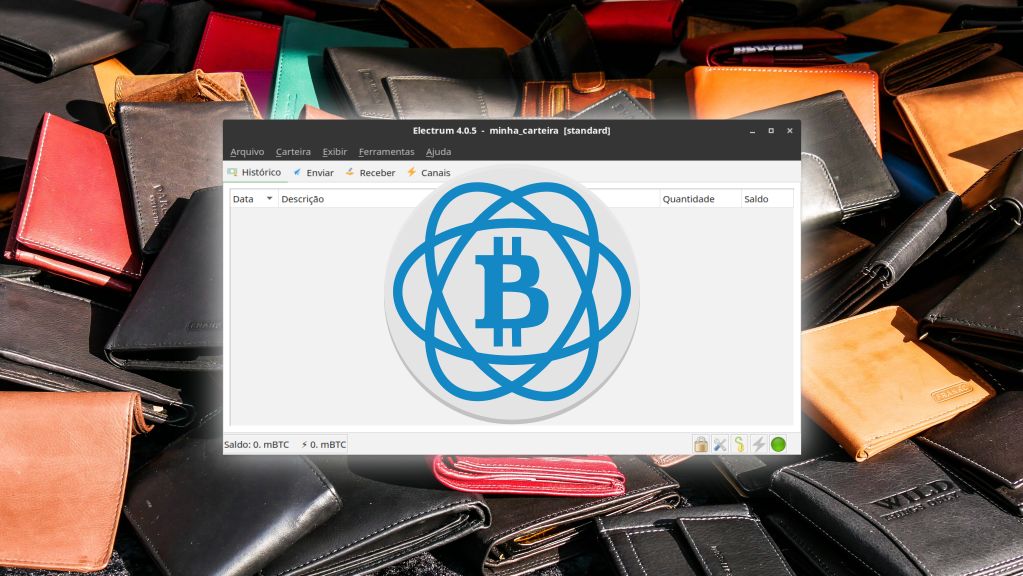 Electrum 4.0.5 - minha_carteira [standard]
Arquivo Carteira Exibir Ferramentas Ajuda
Histórico Enviar Receber Canais
Data Descrição Quantidade Saldo
Saldo: 0. mBTC ⚡ 0. mBTC
WILD